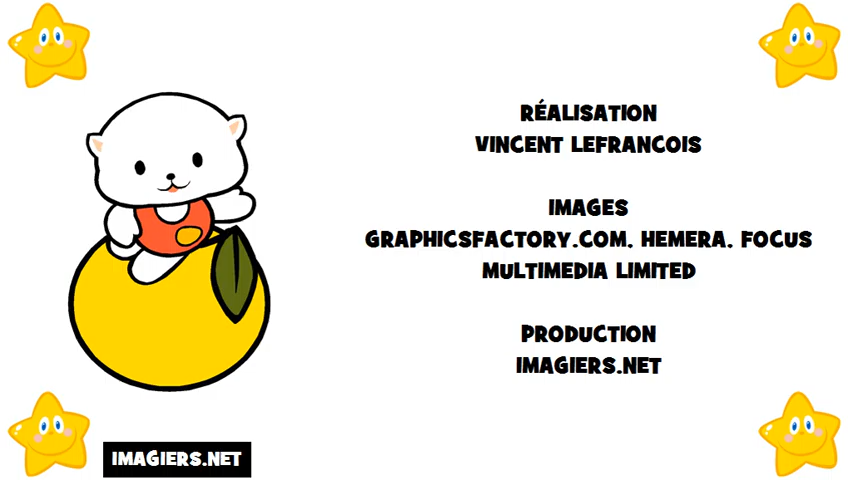 RÉALISATION
VINCENT LEFRANCOIS
IMAGES
GRAPHICSFACTORY.COM, HEMERA, FOCUS
MULTIMEDIA LIMITED
PRODUCTION
IMAGIERS.NET
IMAGIERS.NET